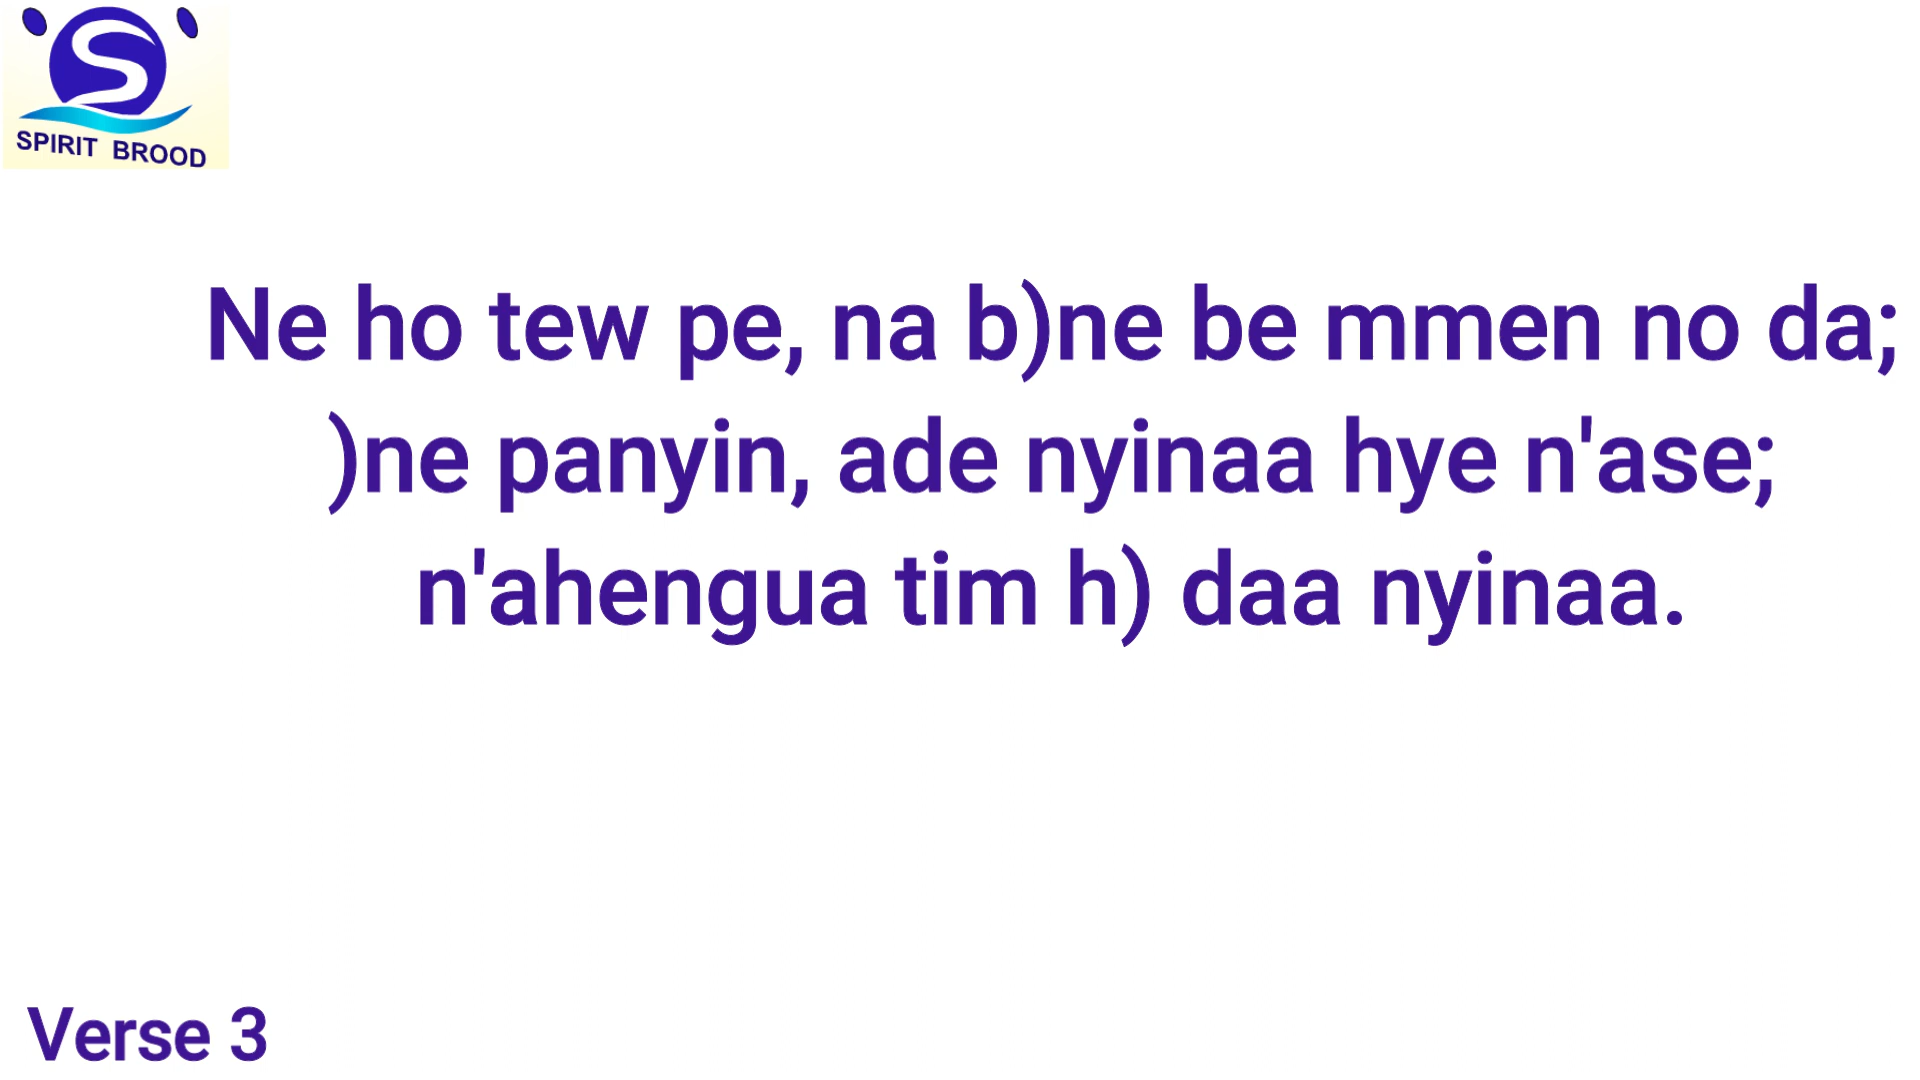 SPIRIT BROOD
Ne ho tew pe, na b)ne be mmen no da;
)ne panyin, ade nyinaa hye n'ase;
n'ahengua tim h) daa nyinaa.
Verse 3